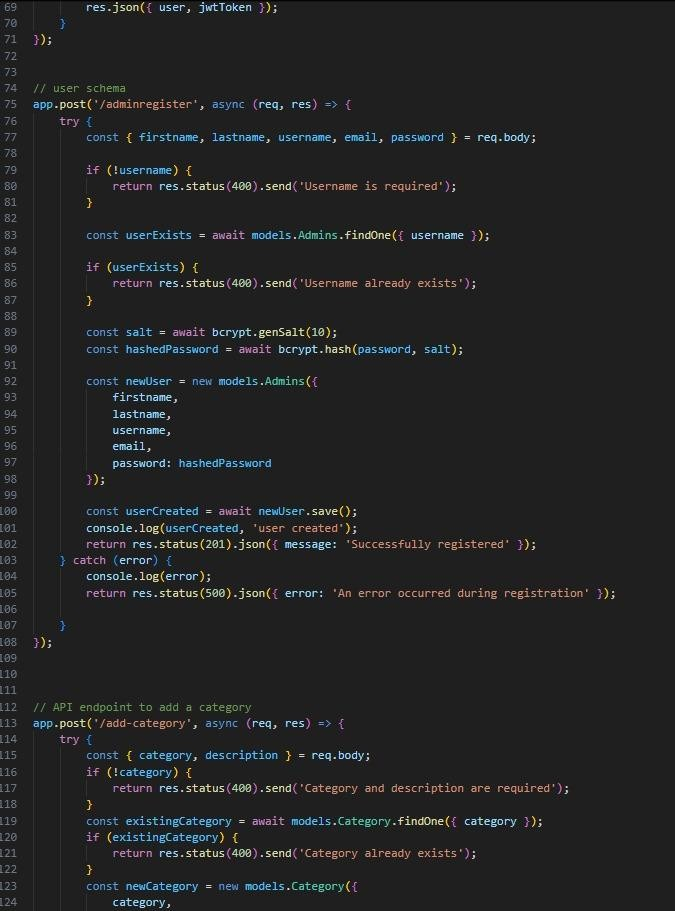 69 res.json({ user, jwtToken });
70 }
71 });
72
73
74 // user schema
75 app.post('/adminregister', async (req, res) => {
76 try {
77 const { firstname, lastname, username, email, password } = req.body;
78
79 if (!username) {
80 return res.status(400).send('Username is required');
81 }
82
83 const userExists = await models.Admins.findOne({ username });
84
85 if (userExists) {
86 return res.status(400).send('Username already exists');
87 }
88
89 const salt = await bcrypt.genSalt(10);
90 const hashedPassword = await bcrypt.hash(password, salt);
91
92 const newUser = new models.Admins({
93 firstname,
94 lastname,
95 username,
96 email,
97 password: hashedPassword
98 });
99
100 const userCreated = await newUser.save();
101 console.log(userCreated, 'user created');
102 return res.status(201).json({ message: 'Successfully registered' });
103 } catch (error) {
104 console.log(error);
105 return res.status(500).json({ error: 'An error occurred during registration' });
106
107 }
108 });
109
110
111
112 // API endpoint to add a category
113 app.post('/add-category', async (req, res) => {
114 try {
115 const { category, description } = req.body;
116 if (!category) {
117 return res.status(400).send('Category and description are required');
118 }
119 const existingCategory = await models.Category.findOne({ category });
120 if (existingCategory) {
121 return res.status(400).send('Category already exists');
122 }
123 const newCategory = new models.Category({
124 category,